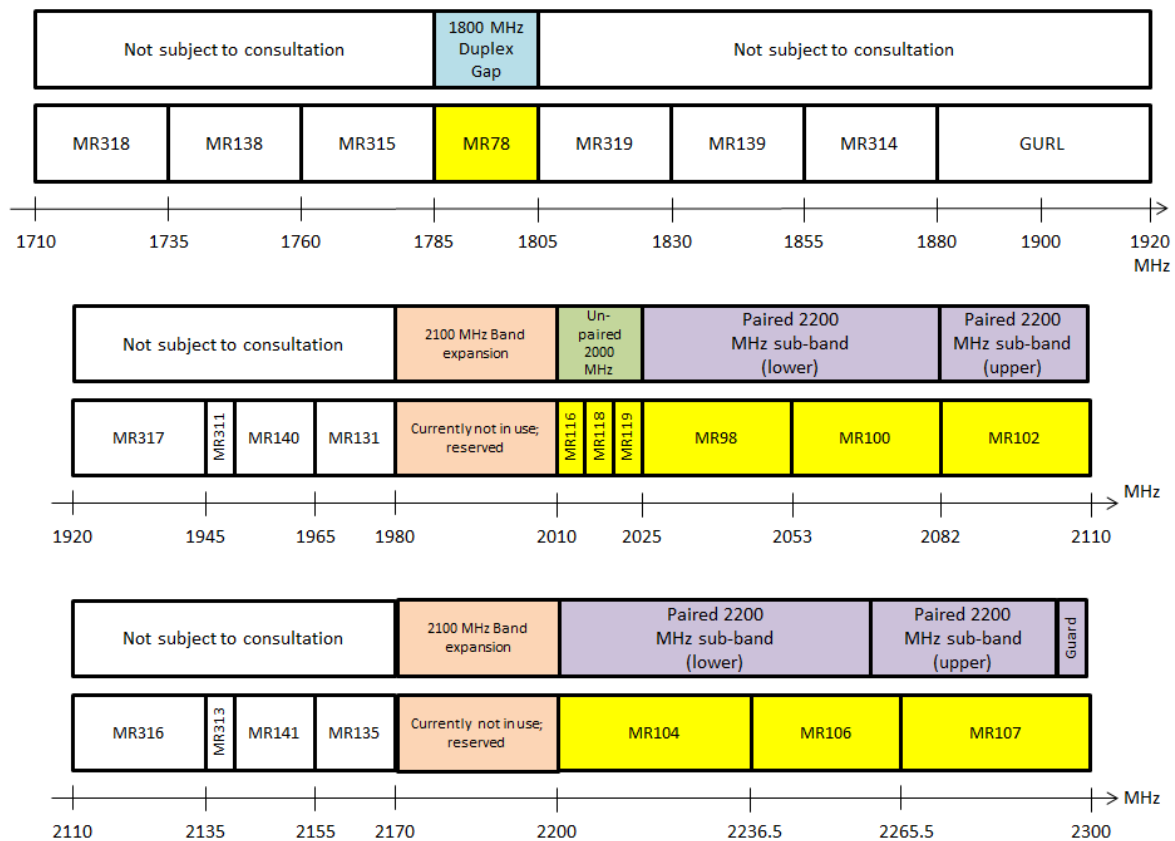 Not subject to consultation
1800 MHz
Duplex
Gap
Not subject to consultation
MR318
MR138
MR315
MR78
MR319
MR139
MR314
GURL
1710
1735
1760
1785
1805
1830
1855
1880
1900
1920
MHz
Not subject to consultation
2100 MHz Band
expansion
Un-
paired
2000
MHz
Paired 2200
MHz sub-band
(lower)
Paired 2200
MHz sub-band
(upper)
MR317
MR311
MR140
MR131
Currently not in use;
reserved
MR116
MR118
MR119
MR98
MR100
MR102
MHz
1920
1945
1965
1980
2010
2025
2053
2082
2110
Not subject to consultation
2100 MHz Band
expansion
Paired 2200
MHz sub-band
(lower)
Paired 2200
MHz sub-band
(upper)
Guard
MR316
MR313
MR141
MR135
Currently not in use;
reserved
MR104
MR106
MR107
MHz
2110
2135
2155
2170
2200
2236.5
2265.5
2300